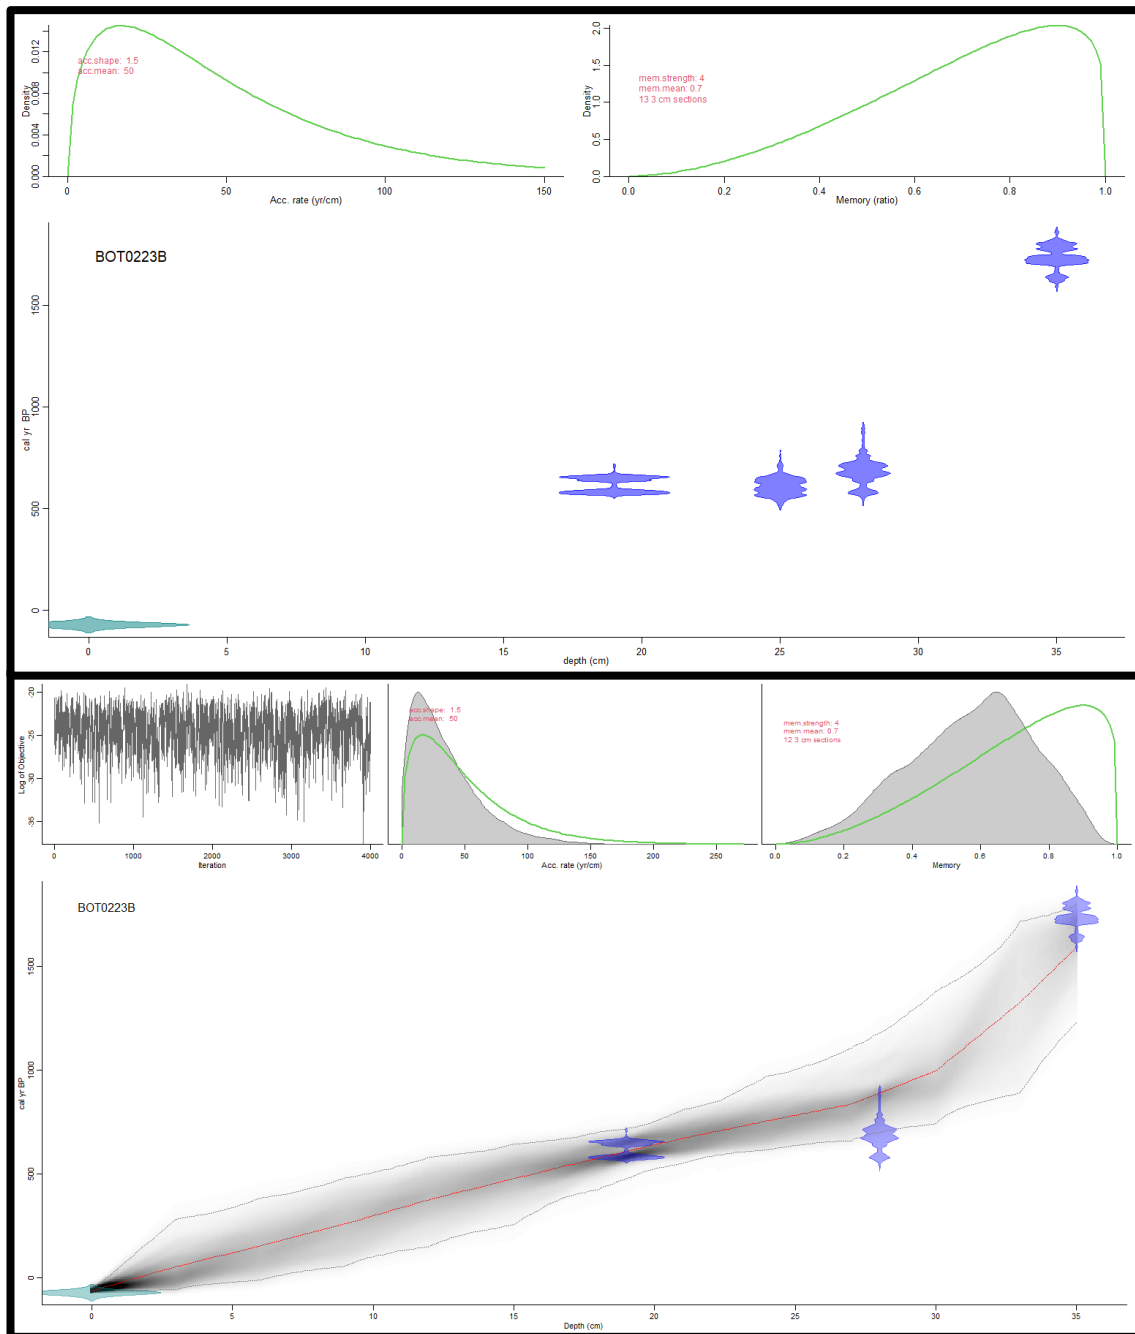 acc.shape: 1.5
acc.mean: 50
Density
0.000
0.004
0.008
0.012
0
50
100
150
Acc. rate (yr/cm)
mem.strength: 4
mem.mean: 0.7
13 3 cm sections
Density
0.0
0.5
1.0
1.5
2.0
0.0
0.2
0.4
0.6
0.8
1.0
Memory (ratio)
BOT0223B
cal yr BP
0
500
1000
1500
0
5
10
15
20
25
30
35
depth (cm)
Log of Objective
-35
-30
-25
-20
0
1000
2000
3000
4000
Iteration
acc.shape: 1.5
acc.mean: 50
0
50
100
150
200
250
Acc. rate (yr/cm)
mem.strength: 4
mem.mean: 0.7
12 3 cm sections
0.0
0.2
0.4
0.6
0.8
1.0
Memory
BOT0223B
cal yr BP
0
500
1000
1500
0
5
10
15
20
25
30
35
Depth (cm)